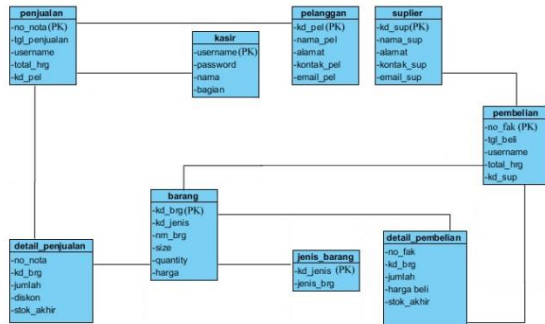 penjualan
-no_nota(PK)
-tgl_penjualan
-username
-total_hrg
-kd_pel
kasir
-username(PK)
-password
-nama
-bagian
pelanggan
-kd_pel (PK)
-nama_pel
-alamat
-kontak_pel
-email_pel
suplier
-kd_sup(PK)
-nama_sup
-alamat
-kontak_sup
-email_sup
pembelian
-no_fak (PK)
-tgl_beli
-username
-total_hrg
-kd_sup
barang
-kd_brg(PK)
-kd_jenis
-nm_brg
-size
-quantity
-harga
detail_penjualan
-no_nota
-kd_brg
-jumlah
-diskon
-stok_akhir
jenis_barang
-kd_jenis (PK)
-jenis_brg
detail_pembelian
-no_fak
-kd_brg
-jumlah
-harga beli
-stok_akhir